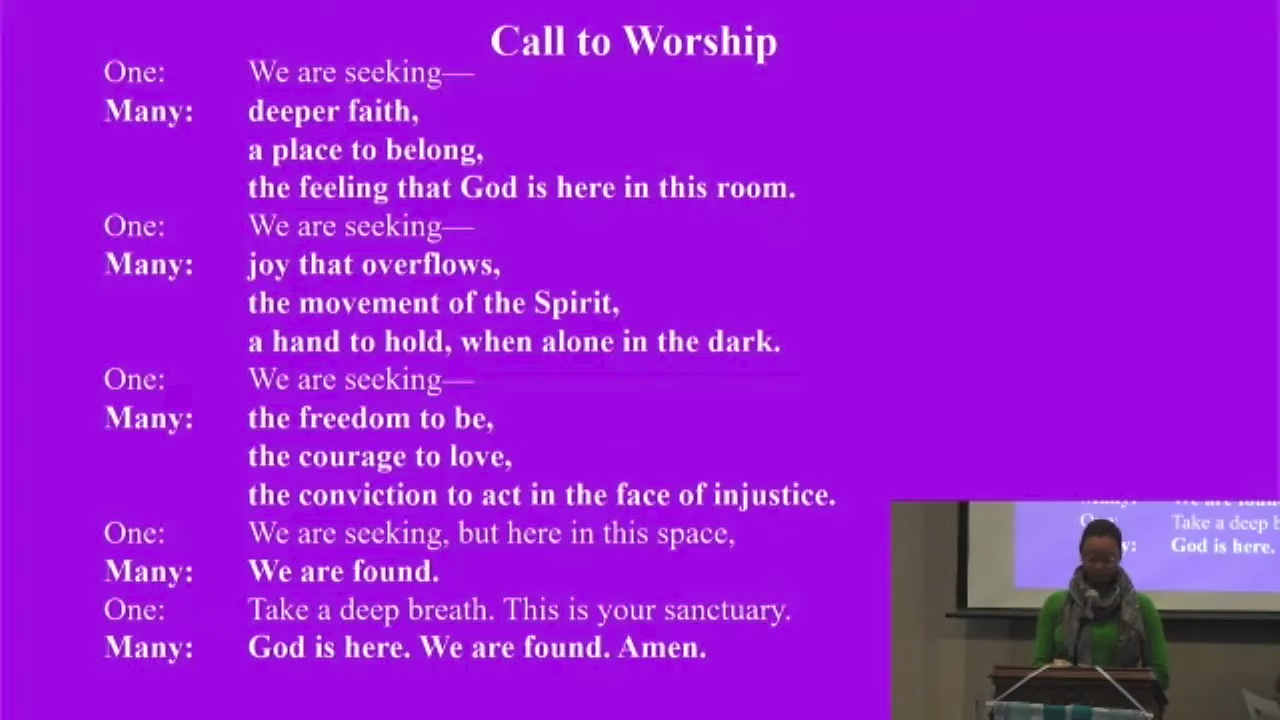 Call to Worship
One: We are seeking—
Many: deeper faith,
a place to belong,
the feeling that God is here in this room.
One: We are seeking—
Many: joy that overflows,
the movement of the Spirit,
a hand to hold, when alone in the dark.
One: We are seeking—
Many: the freedom to be,
the courage to love,
the conviction to act in the face of injustice.
One: We are seeking, but here in this space,
Many: We are found.
One: Take a deep breath. This is your sanctuary.
Many: God is here. We are found. Amen.
Take a deep b
God is here.